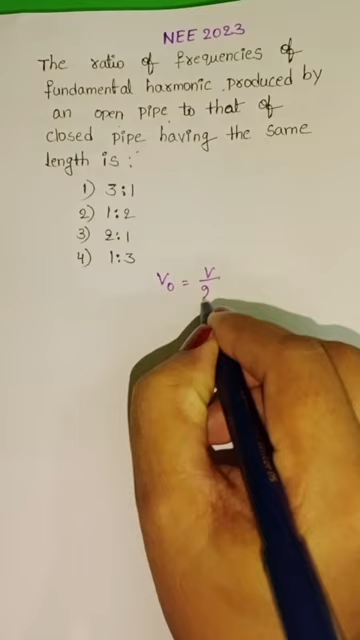 NEE 2023
The ratio of frequencies of
fundamental harmonic produced by
an open pipe to that of
closed pipe having the same
length is:
1) 3:1
2) 1:2
3) 2:1
4) 1:3
V₀ = V/2